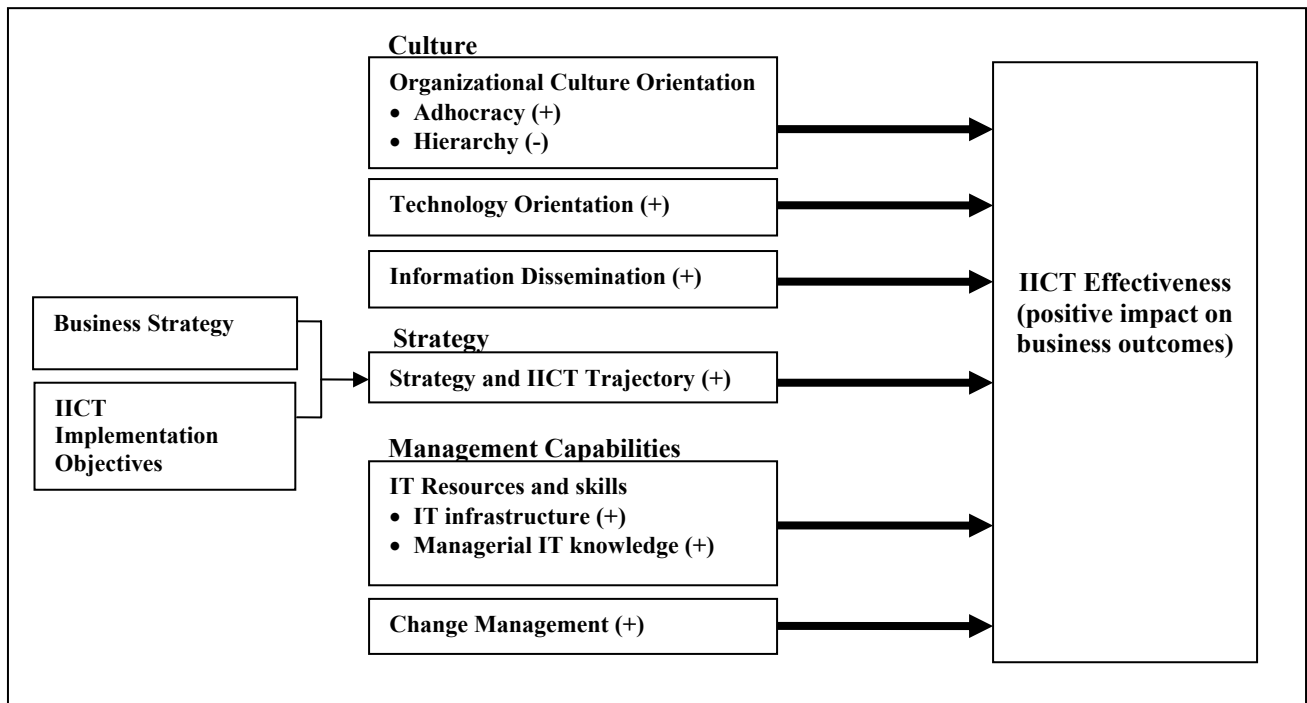 Culture
Organizational Culture Orientation
• Adhocracy (+)
• Hierarchy (-)
Technology Orientation (+)
Information Dissemination (+)
Business Strategy
IICT
Implementation
Objectives
Strategy
Strategy and IICT Trajectory (+)
Management Capabilities
IT Resources and skills
• IT infrastructure (+)
• Managerial IT knowledge (+)
Change Management (+)
IICT Effectiveness
(positive impact on
business outcomes)